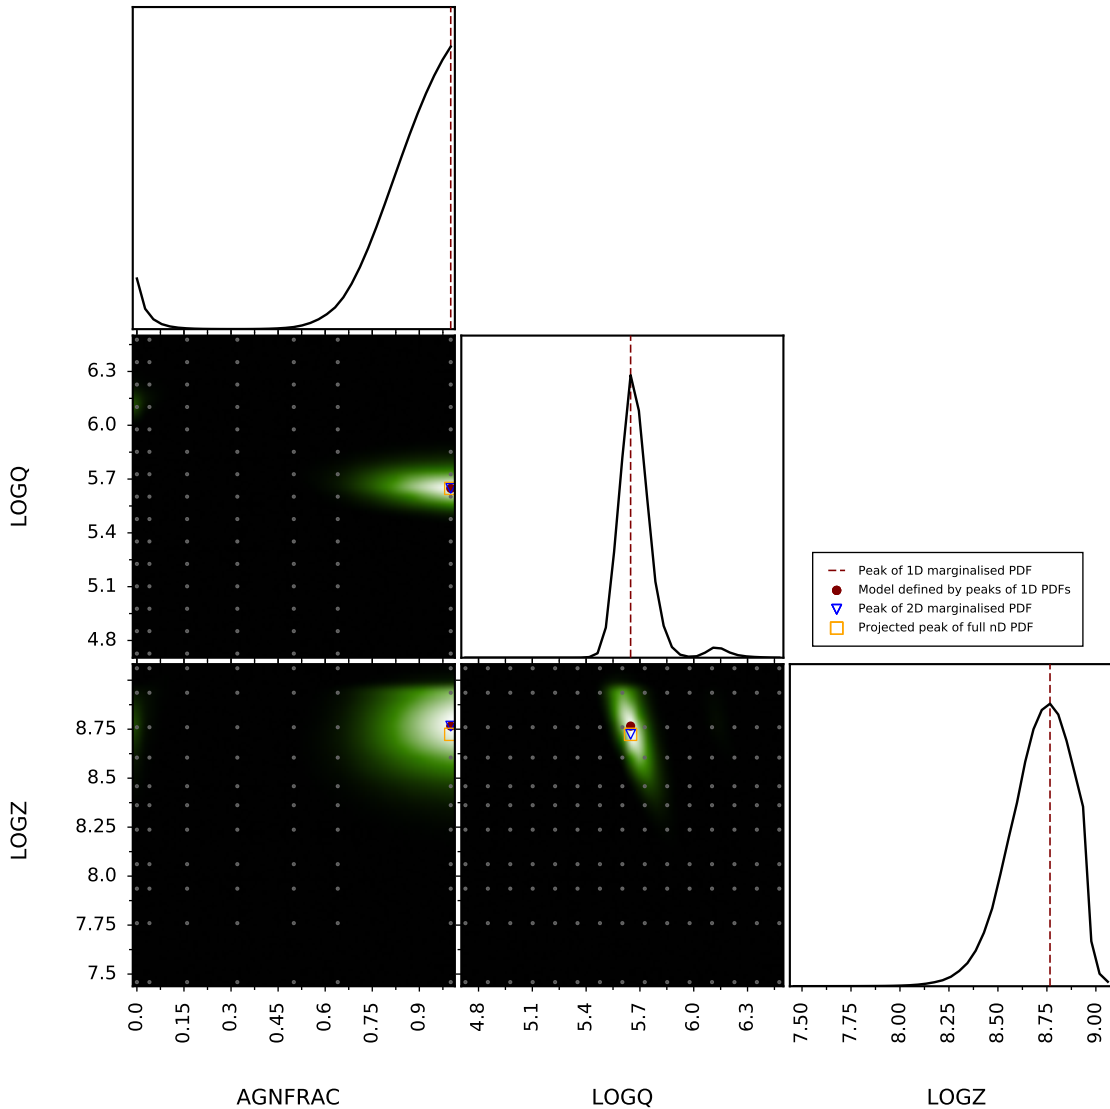 6.3
6.0
5.7
5.4
5.1
4.8
LOGQ
Peak of 1D marginalised PDF
Model defined by peaks of 1D PDFs
Peak of 2D marginalised PDF
Projected peak of full nD PDF
8.75
8.5
8.25
8.0
7.75
7.5
LOGZ
0.0 0.15 0.3 0.45 0.6 0.75 0.9
4.8 5.1 5.4 5.7 6.0 6.3
7.50 7.75 8.00 8.25 8.50 8.75 9.00
AGNFRAC
LOGQ
LOGZ